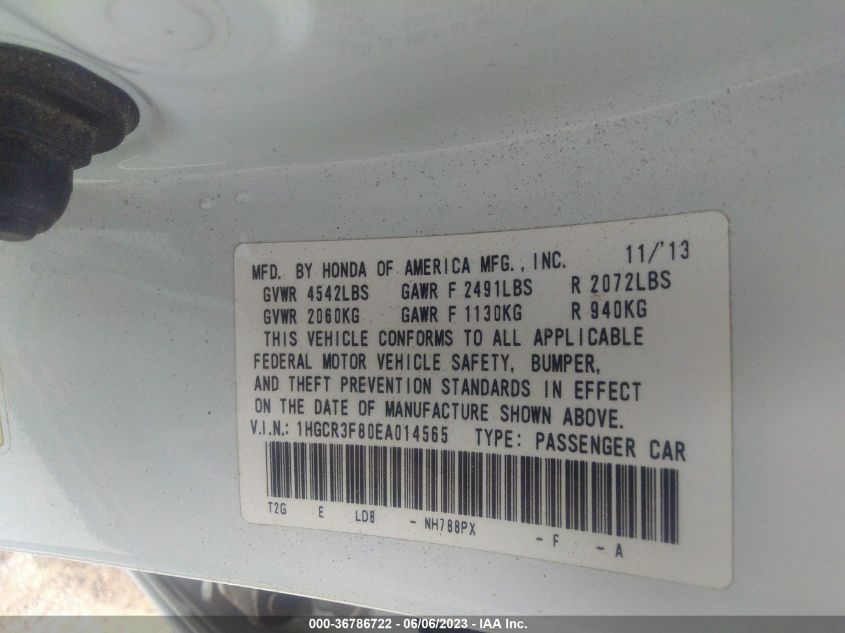 MFD. BY HONDA OF AMERICA MFG., INC. 11/'13
GVWR 4542LBS GAWR F 2491LBS R 2072LBS
GVWR 2060KG GAWR F 1130KG R 940KG
THIS VEHICLE CONFORMS TO ALL APPLICABLE
FEDERAL MOTOR VEHICLE SAFETY, BUMPER,
AND THEFT PREVENTION STANDARDS IN EFFECT
ON THE DATE OF MANUFACTURE SHOWN ABOVE.
V.I.N.: 1HGCR3F80EA014565 TYPE: PASSENGER CAR
T2G E LD8 - NH788PX - F - A
000-36786722 - 06/06/2023 - IAA Inc.